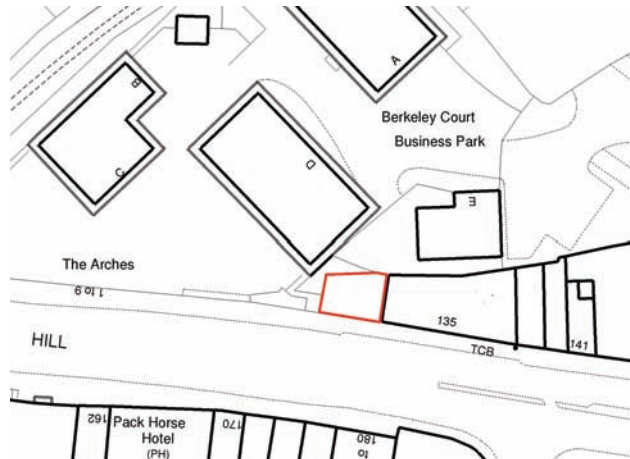 A
B
Berkeley Court
Business Park
D
G
E
The Arches
1 to 9
135
HILL
TCB
141
162
Pack Horse
Hotel
(PH)
170
180
to